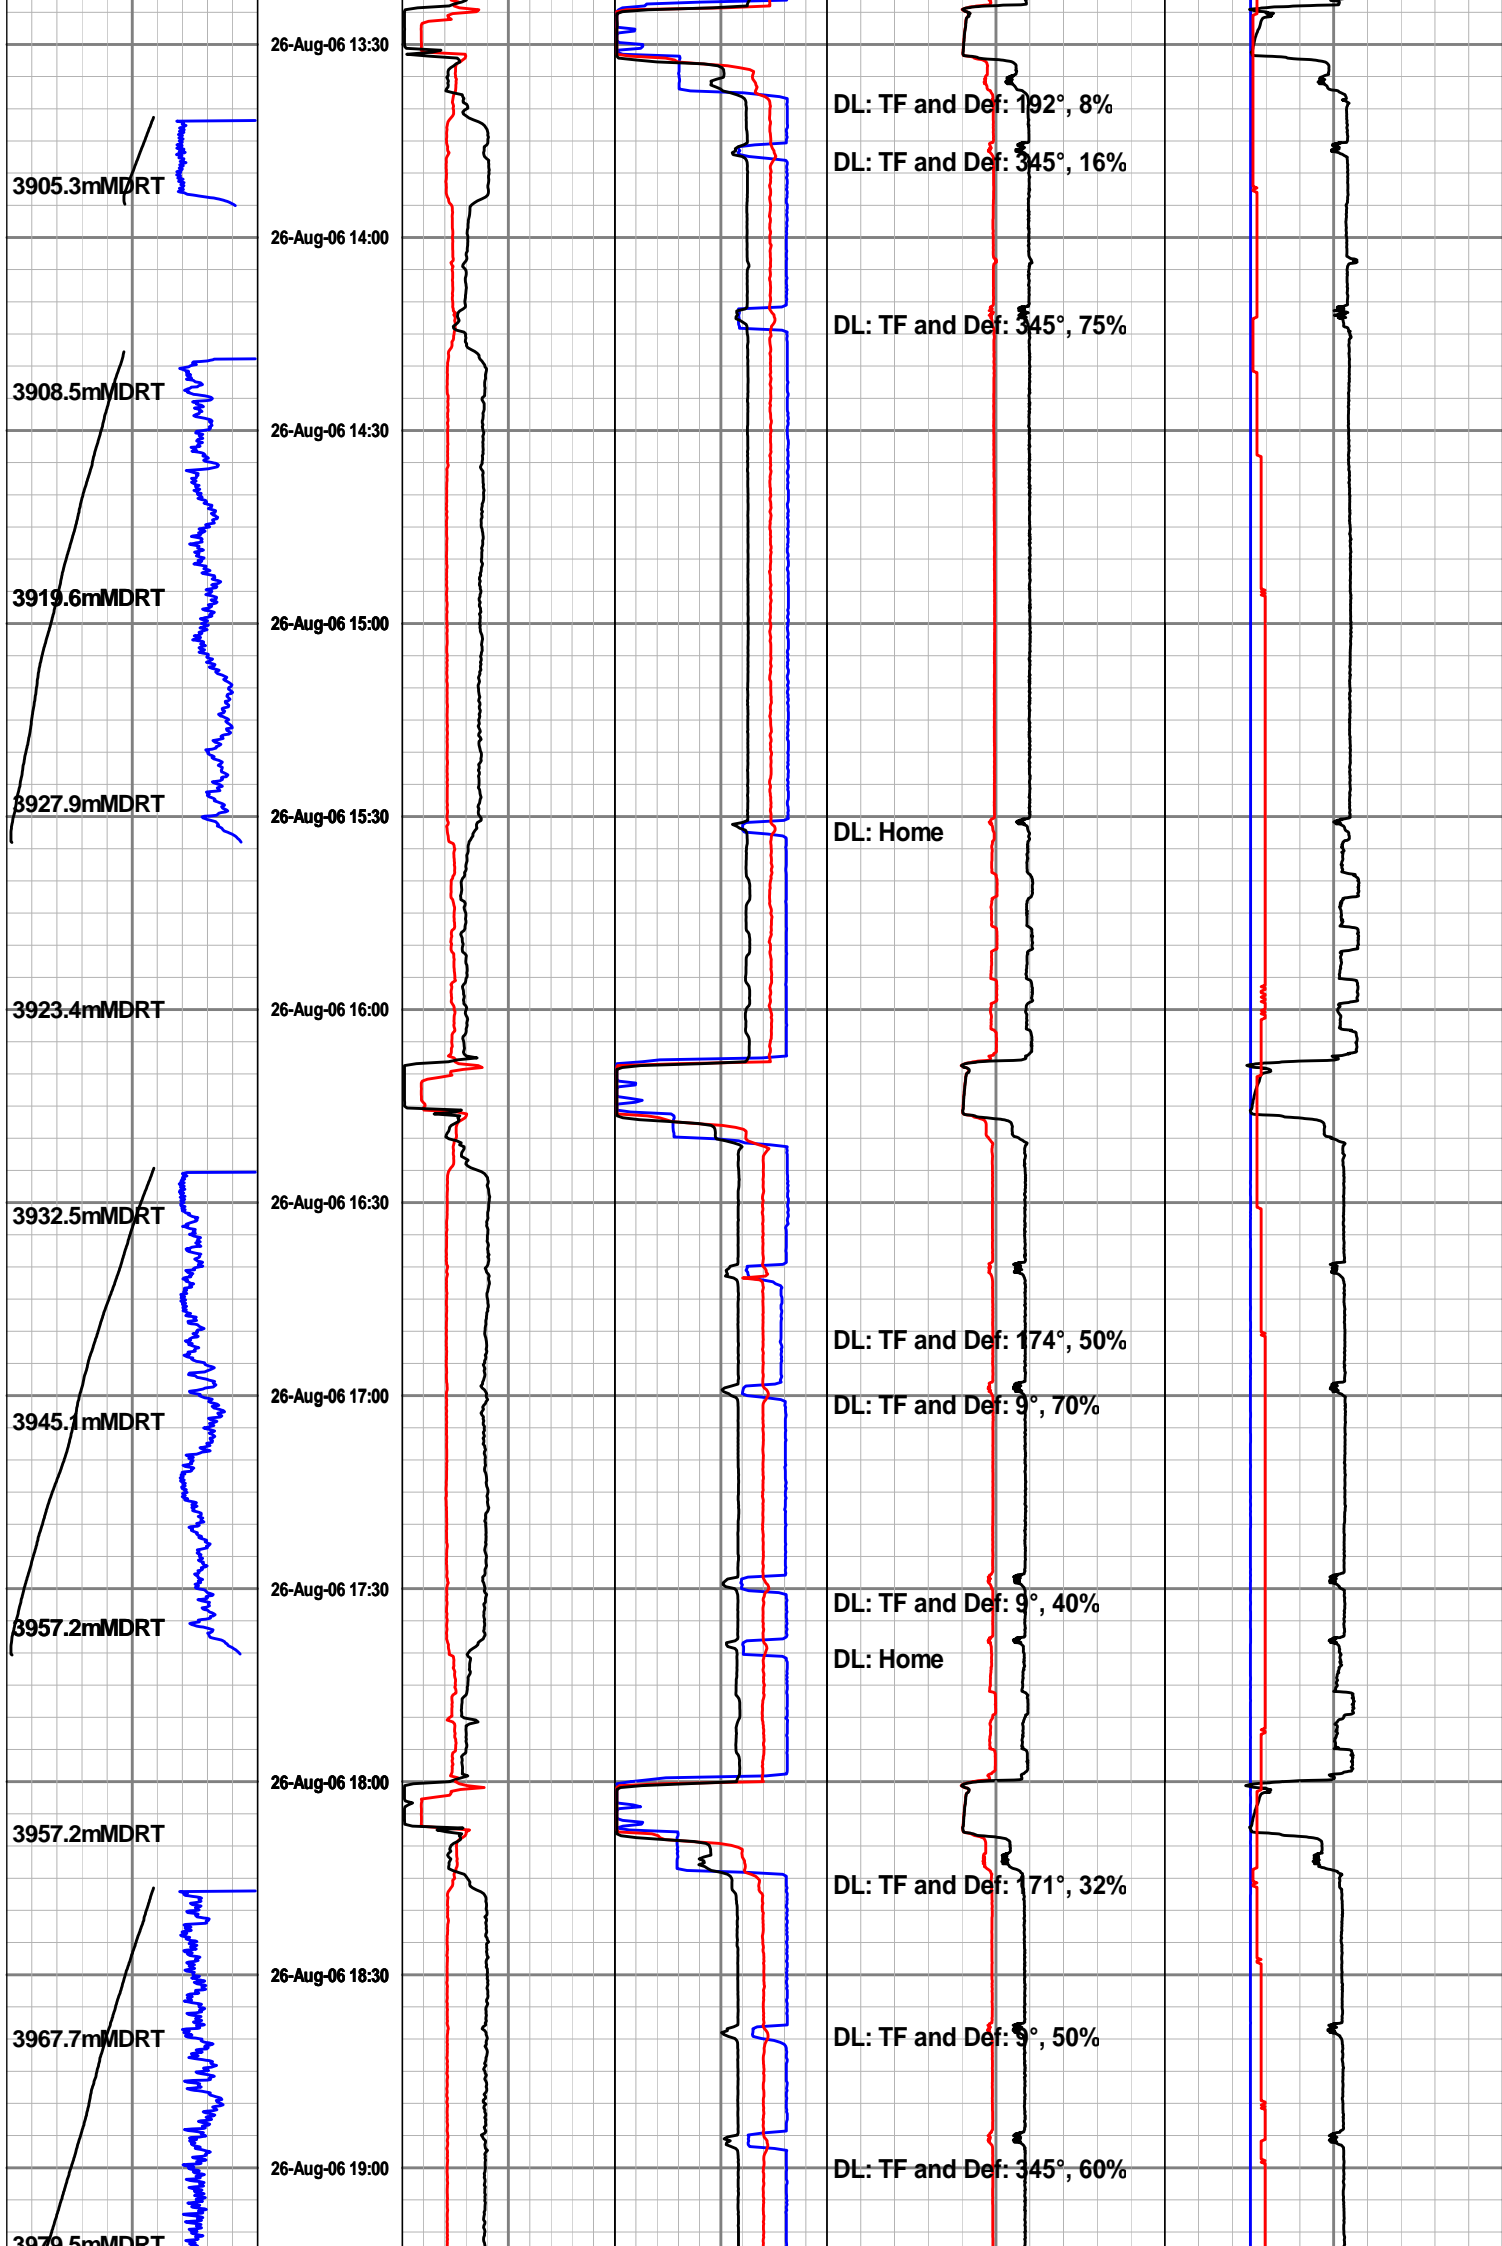 26-Aug-06 13:30
DL: TF and Def: 192°, 8%
DL: TF and Def: 345°, 16%
3905.3mMDRT
26-Aug-06 14:00
DL: TF and Def: 345°, 75%
3908.5mMDRT
26-Aug-06 14:30
3919.6mMDRT
26-Aug-06 15:00
3927.9mMDRT
26-Aug-06 15:30
DL: Home
3923.4mMDRT
26-Aug-06 16:00
26-Aug-06 16:30
3932.5mMDRT
DL: TF and Def: 174°, 50%
26-Aug-06 17:00
DL: TF and Def: 9°, 70%
3945.1mMDRT
26-Aug-06 17:30
DL: TF and Def: 9°, 40%
3957.2mMDRT
DL: Home
26-Aug-06 18:00
3957.2mMDRT
DL: TF and Def: 171°, 32%
26-Aug-06 18:30
3967.7mMDRT
DL: TF and Def: 9°, 50%
26-Aug-06 19:00
DL: TF and Def: 345°, 60%
3979.5mMDRT